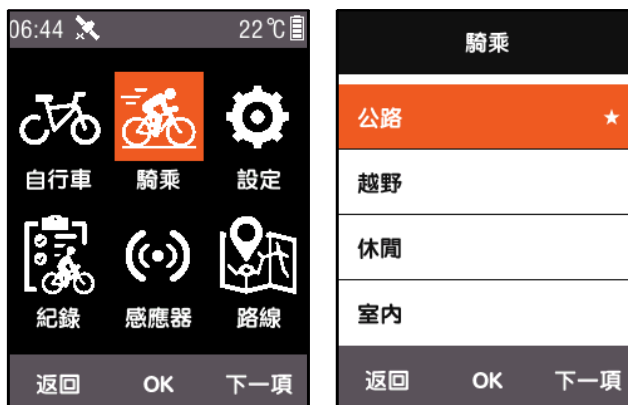 06:44 22℃
自行車 騎乘 設定
紀錄 感應器 路線
返回 OK 下一項
騎乘
公路 ★
越野
休閒
室內
返回 OK 下一項